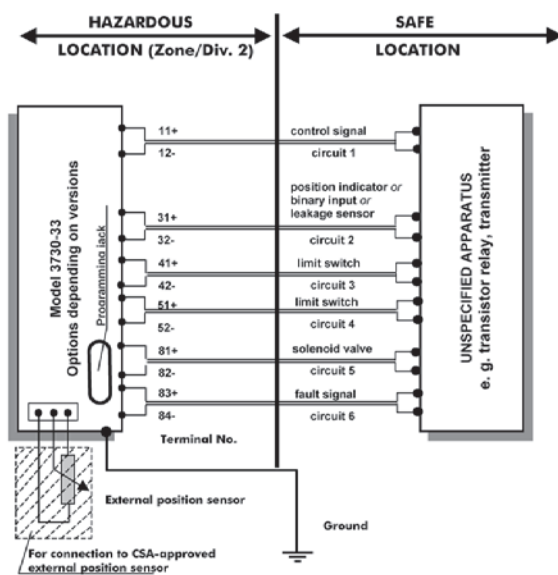 HAZARDOUS
LOCATION (Zone/Div. 2)
SAFE
LOCATION
Model 3730-33
Options depending on versions
Programming jack
11+
12-
31+
32-
41+
42-
51+
52-
81+
82-
83+
84-
Terminal No.
control signal
circuit 1
position indicator or
binary input or
leakage sensor
circuit 2
limit switch
circuit 3
limit switch
circuit 4
solenoid valve
circuit 5
fault signal
circuit 6
UNSPECIFIED APPARATUS
e. g. transistor relay, transmitter
External position sensor
Ground
For connection to CSA-approved
external position sensor